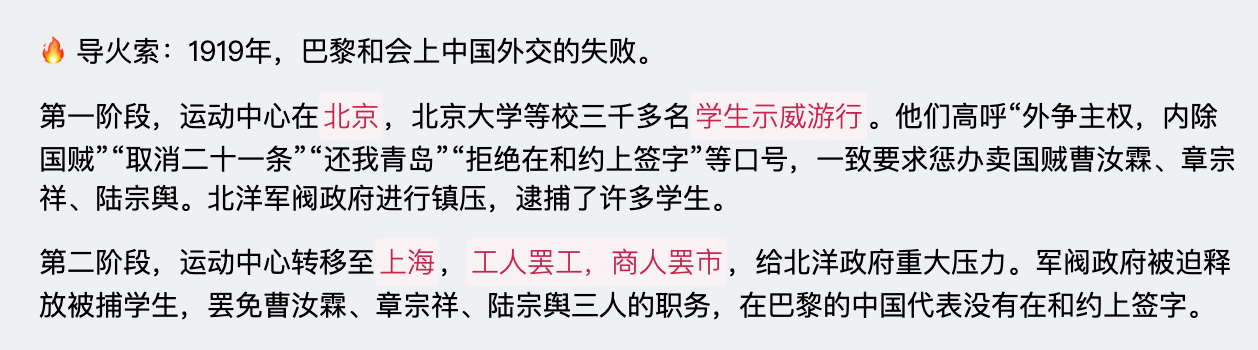 🔥 导火索：1919年，巴黎和会上中国外交的失败。
第一阶段，运动中心在北京，北京大学等校三千多名学生示威游行。他们高呼“外争主权，内除
国贼”“取消二十一条”“还我青岛”“拒绝在和约上签字”等口号，一致要求惩办卖国贼曹汝霖、章宗
祥、陆宗舆。北洋军阀政府进行镇压，逮捕了许多学生。
第二阶段，运动中心转移至上海，工人罢工，商人罢市，给北洋政府重大压力。军阀政府被迫释
放被捕学生，罢免曹汝霖、章宗祥、陆宗舆三人的职务，在巴黎的中国代表没有在和约上签字。